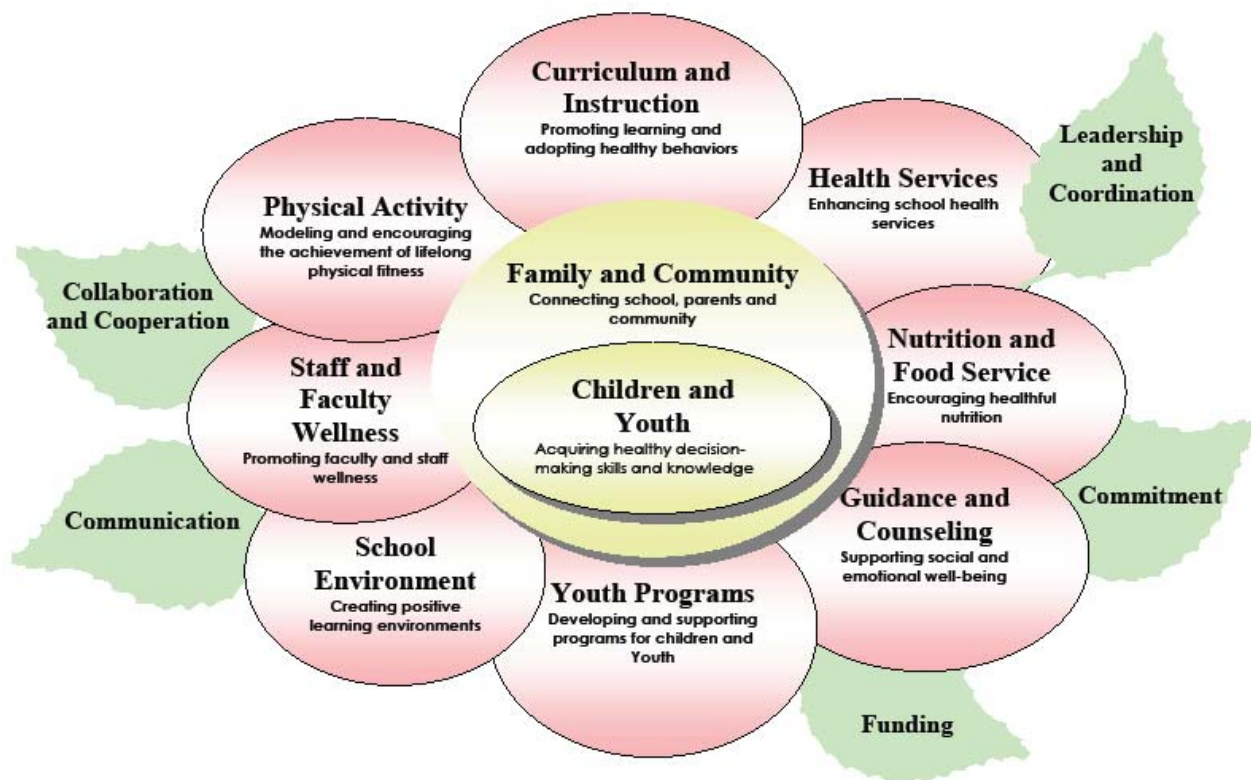 Curriculum and
Instruction
Promoting learning and
adopting healthy behaviors
Leadership
and
Coordination
Health Services
Enhancing school health
services
Physical Activity
Modeling and encouraging
the achievement of lifelong
physical fitness
Family and Community
Connecting school, parents and
community
Collaboration
and Cooperation
Nutrition and
Food Service
Encouraging healthful
nutrition
Staff and
Faculty
Wellness
Promoting faculty and staff
wellness
Children and
Youth
Acquiring healthy decision-
making skills and knowledge
Commitment
Guidance and
Counseling
Supporting social and
emotional well-being
Communication
School
Environment
Creating positive
learning environments
Youth Programs
Developing and supporting
programs for children and
Youth
Funding